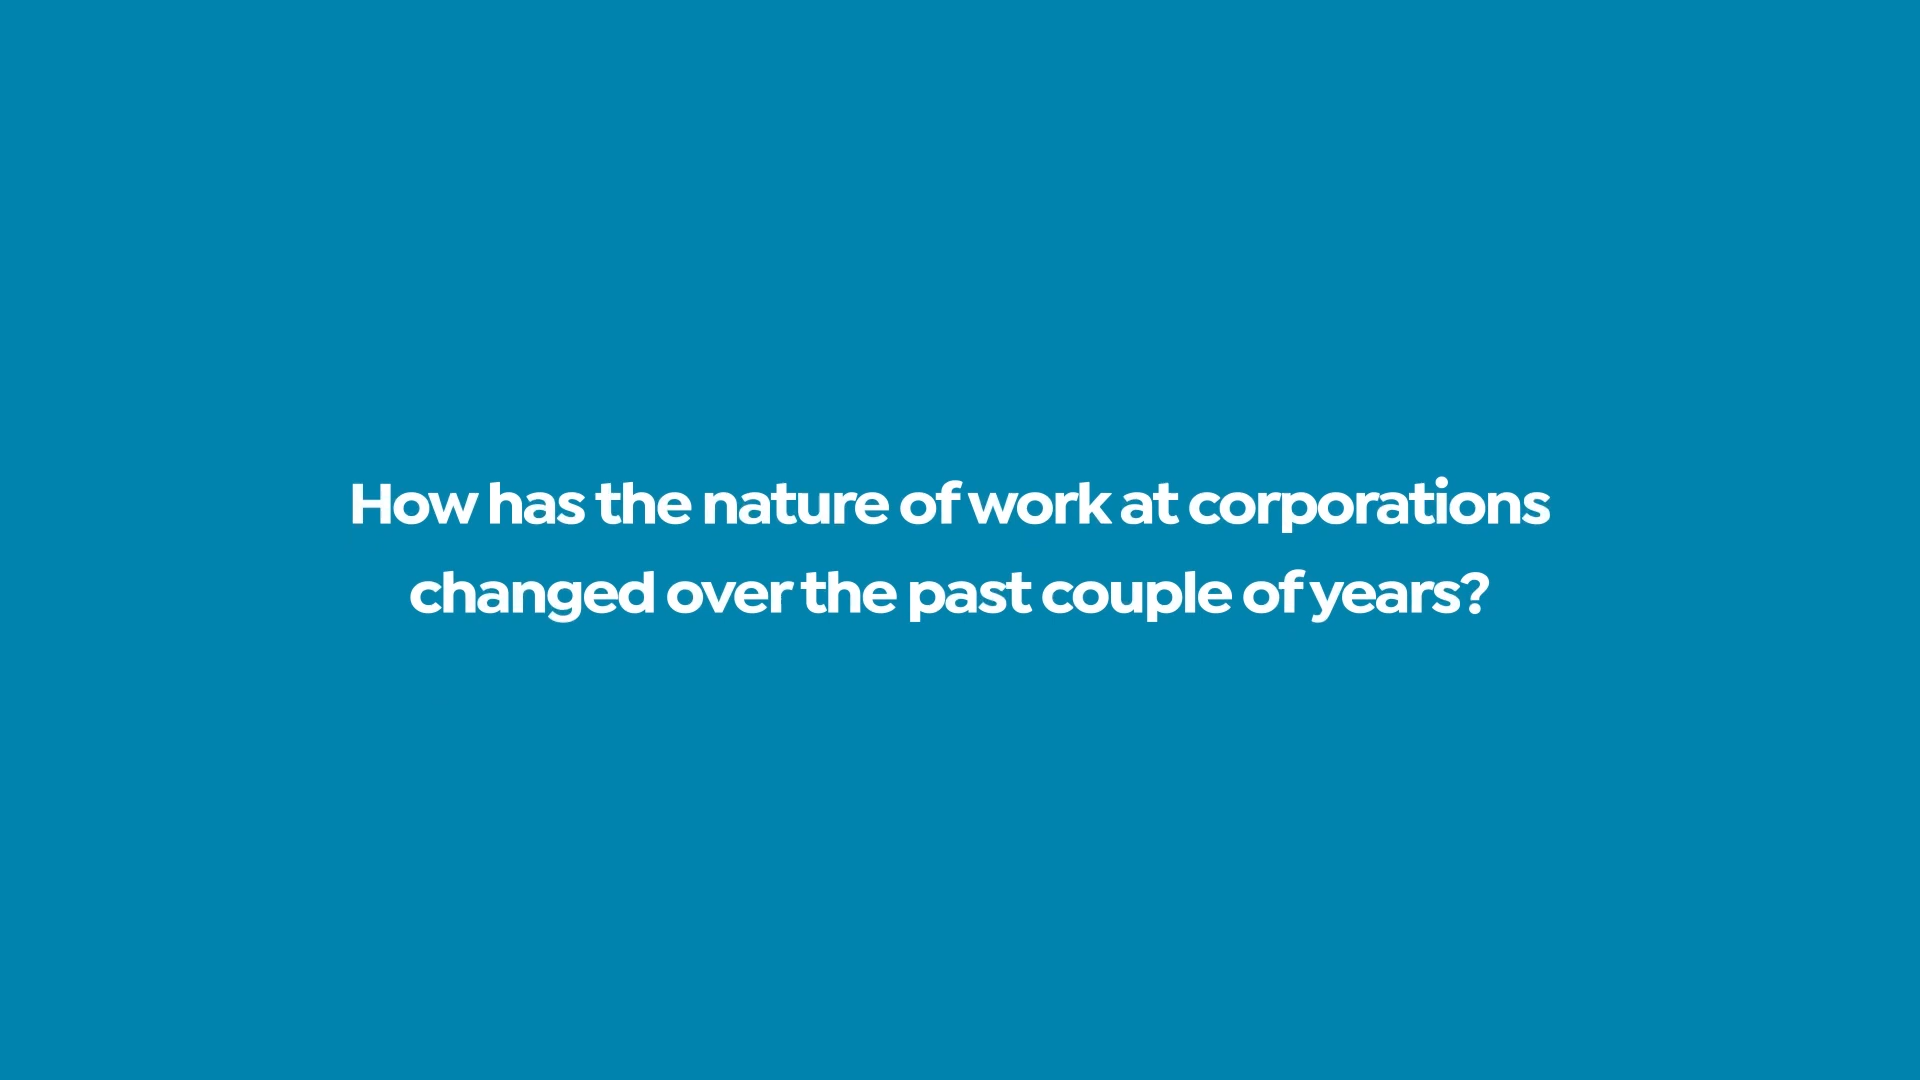 How has the nature of work at corporations
changed over the past couple of years?